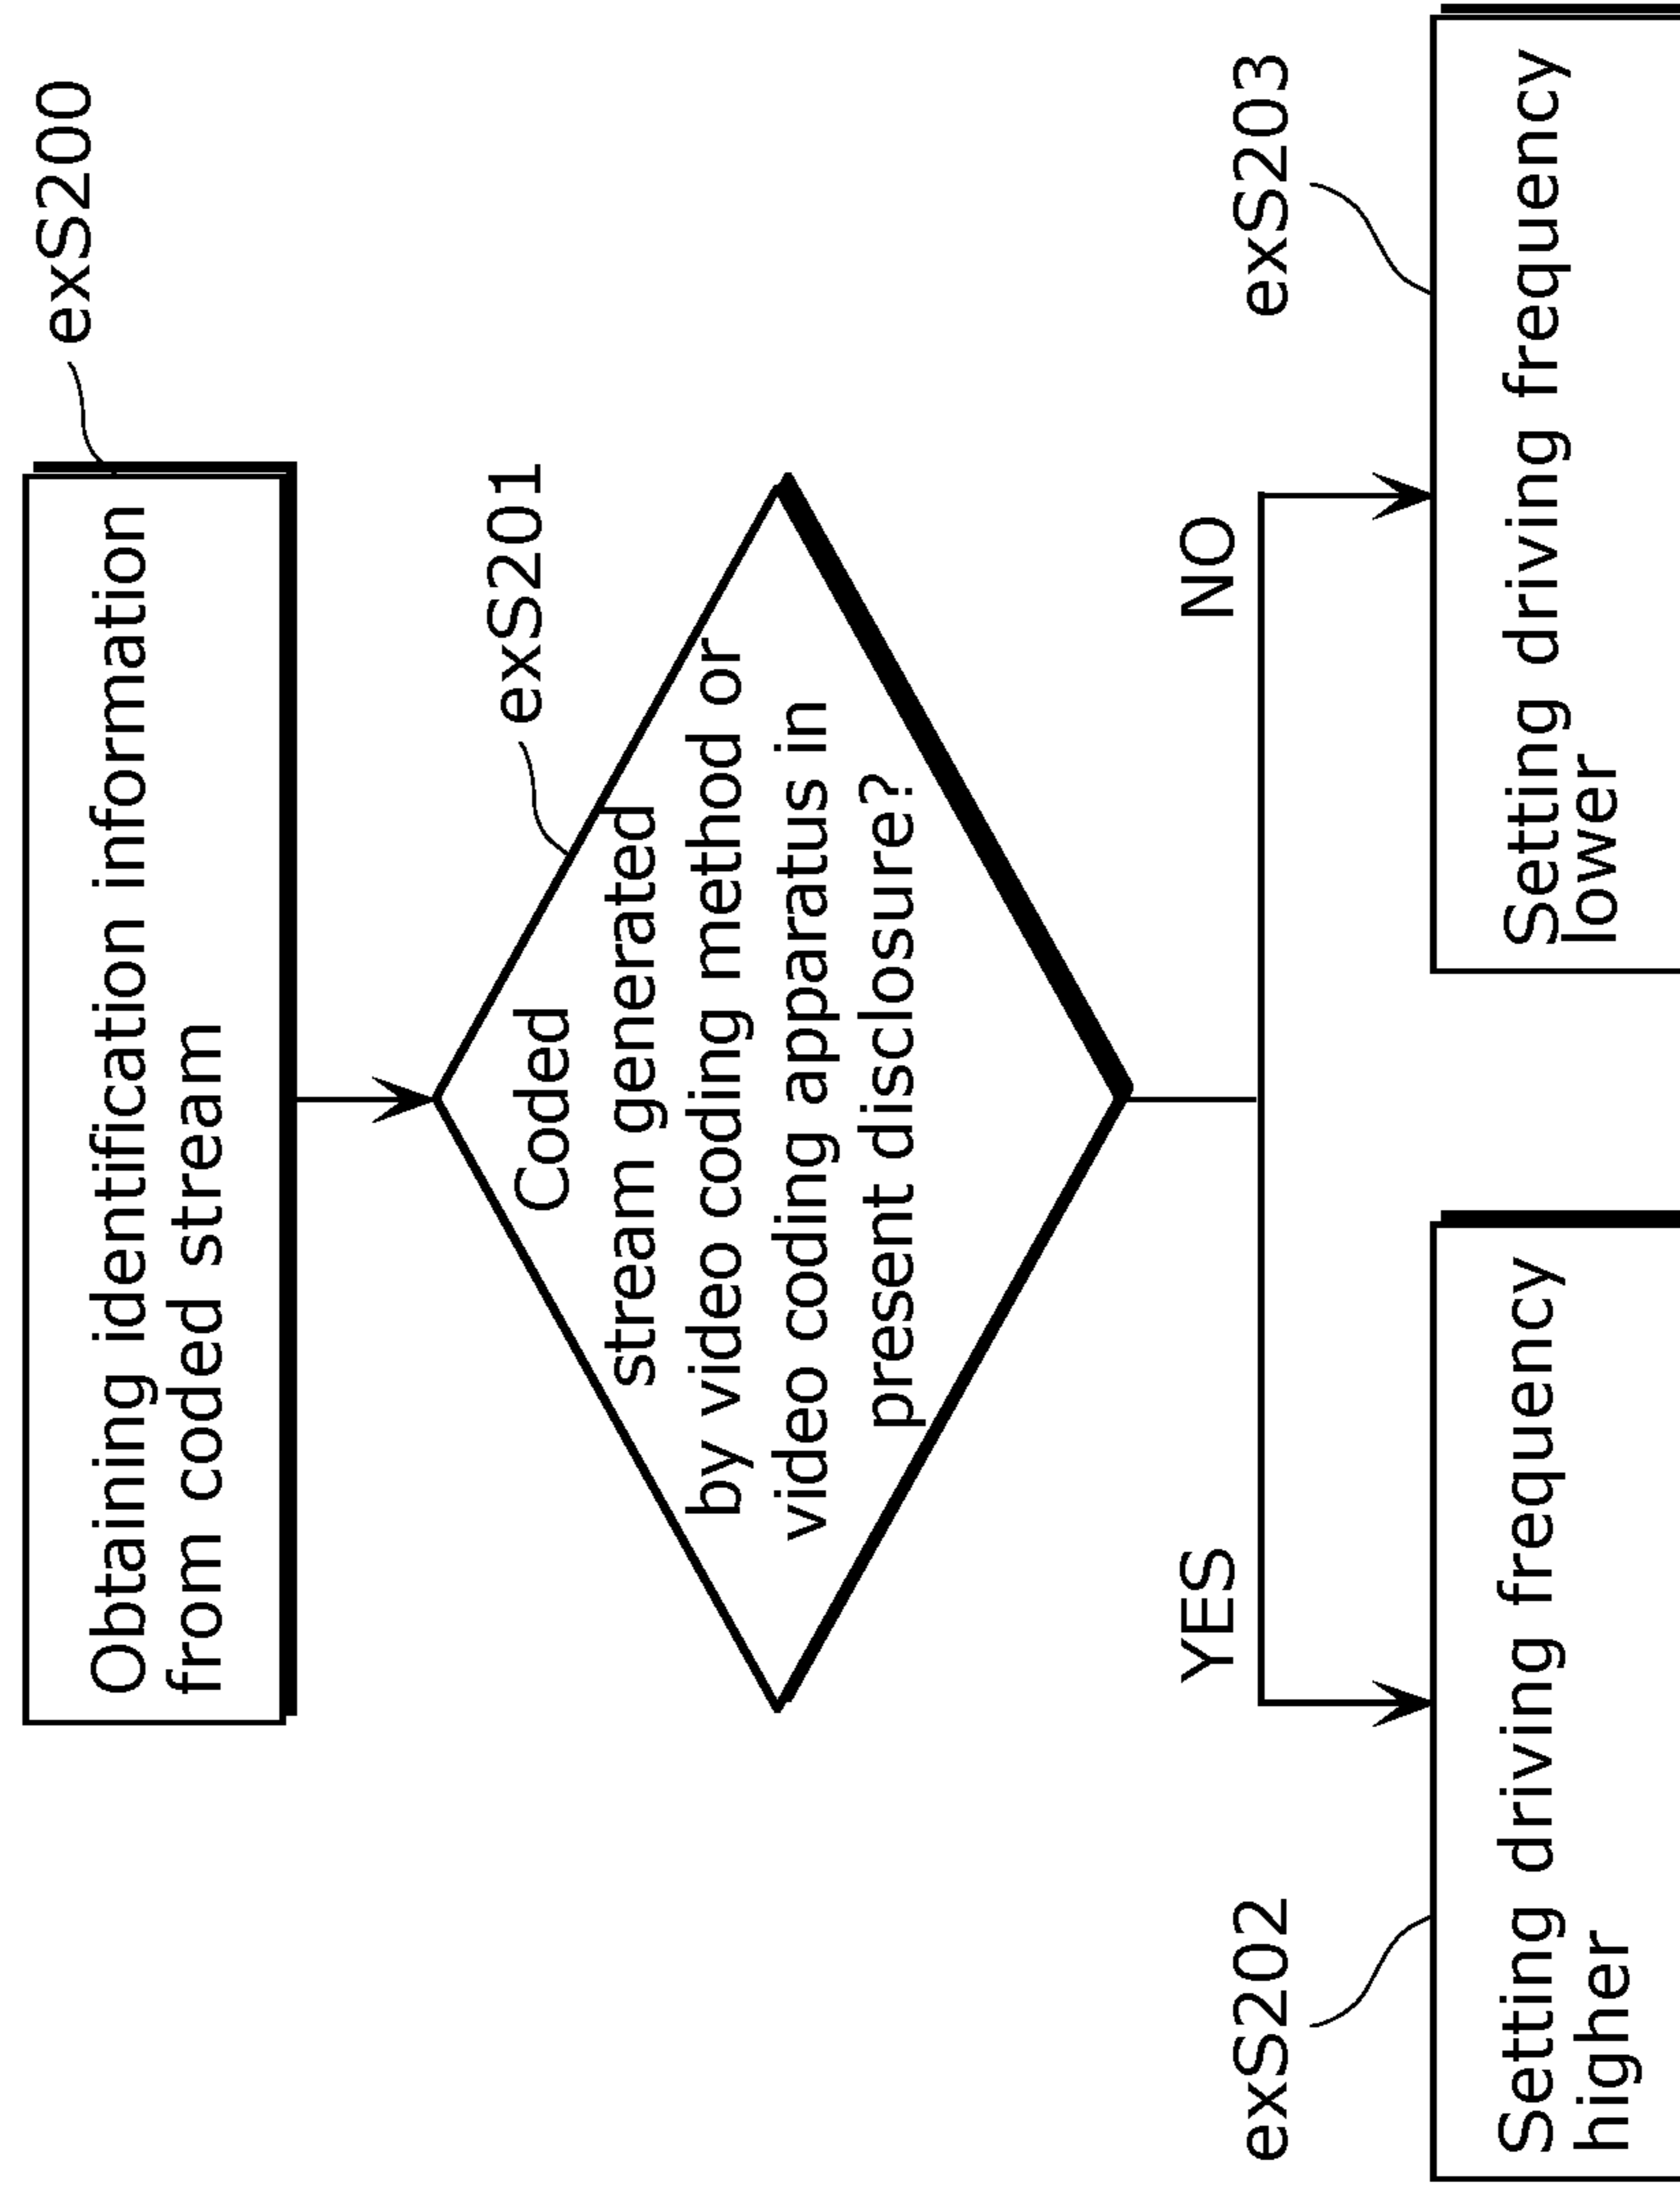 exS200
Obtaining identification information
from coded stream
exS201
Coded
stream generated
by video coding method or
video coding apparatus in
present disclosure?
YES
NO
exS202
exS203
Setting driving frequency
higher
Setting driving frequency
lower